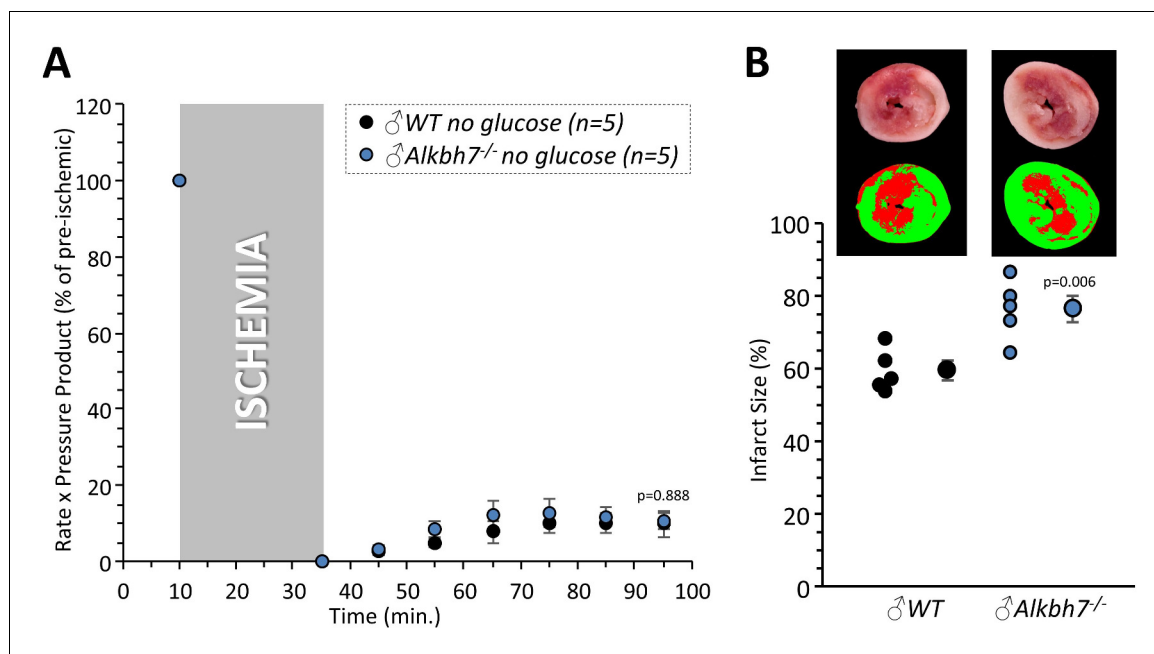 A
Rate x Pressure Product (% of pre-ischemic)
120
100
80
60
40
20
0
ISCHEMIA
♂WT no glucose (n=5)
♂Alkbh7-/- no glucose (n=5)
p=0.888
0 10 20 30 40 50 60 70 80 90 100
Time (min.)
B
Infarct Size (%)
100
80
60
40
20
0
p=0.006
♂WT ♂Alkbh7-/-